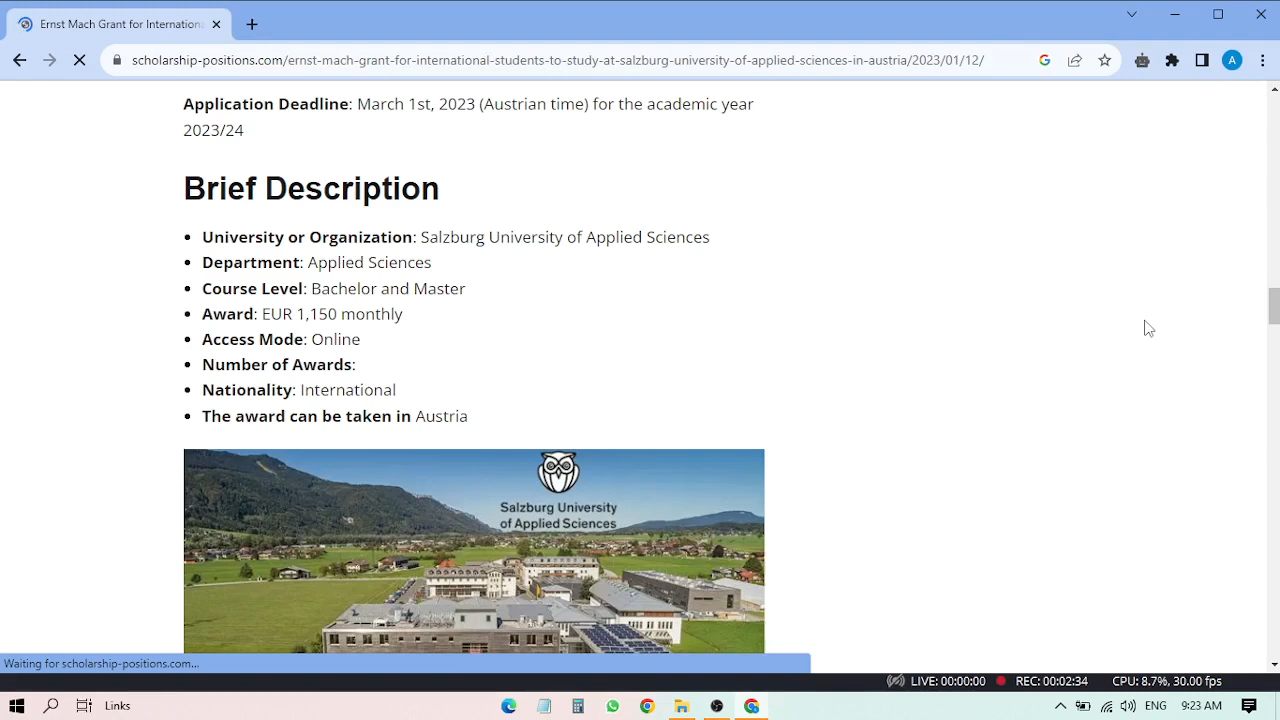 Ernst Mach Grant for Internation
scholarship-positions.com/ernst-mach-grant-for-international-students-to-study-at-salzburg-university-of-applied-sciences-in-austria/2023/01/12/
A
Application Deadline: March 1st, 2023 (Austrian time) for the academic year
2023/24
Brief Description
University or Organization: Salzburg University of Applied Sciences
Department: Applied Sciences
Course Level: Bachelor and Master
Award: EUR 1,150 monthly
Access Mode: Online
Number of Awards:
Nationality: International
The award can be taken in Austria
Salzburg University
of Applied Sciences
Waiting for scholarship-positions.com...
LIVE: 00:00:00 REC: 00:02:34 CPU: 8.7%, 30.00 fps
Links
ENG 9:23 AM